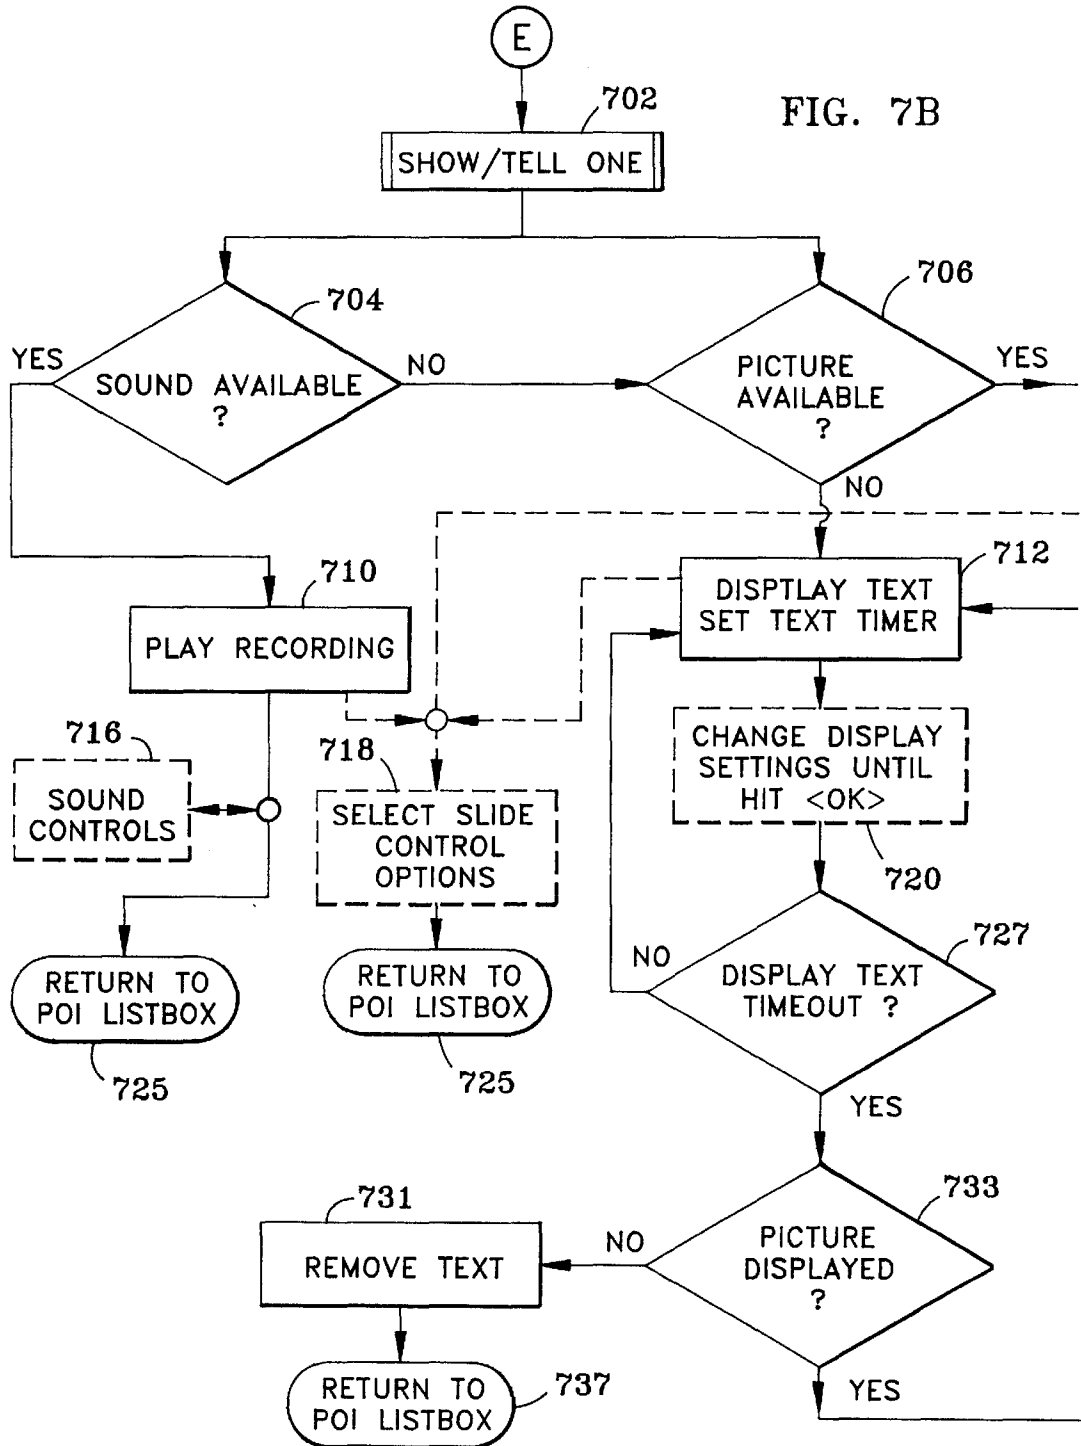 E
702
FIG. 7B
SHOW/TELL ONE
704
706
YES
SOUND AVAILABLE
?
NO
PICTURE
AVAILABLE
?
YES
NO
710
712
PLAY RECORDING
DISPTLAY TEXT
SET TEXT TIMER
716
SOUND
CONTROLS
718
SELECT SLIDE
CONTROL
OPTIONS
CHANGE DISPLAY
SETTINGS UNTIL
HIT <OK>
720
727
RETURN TO
POI LISTBOX
725
RETURN TO
POI LISTBOX
725
NO
DISPLAY TEXT
TIMEOUT ?
YES
731
733
REMOVE TEXT
NO
PICTURE
DISPLAYED
?
RETURN TO
POI LISTBOX
737
YES